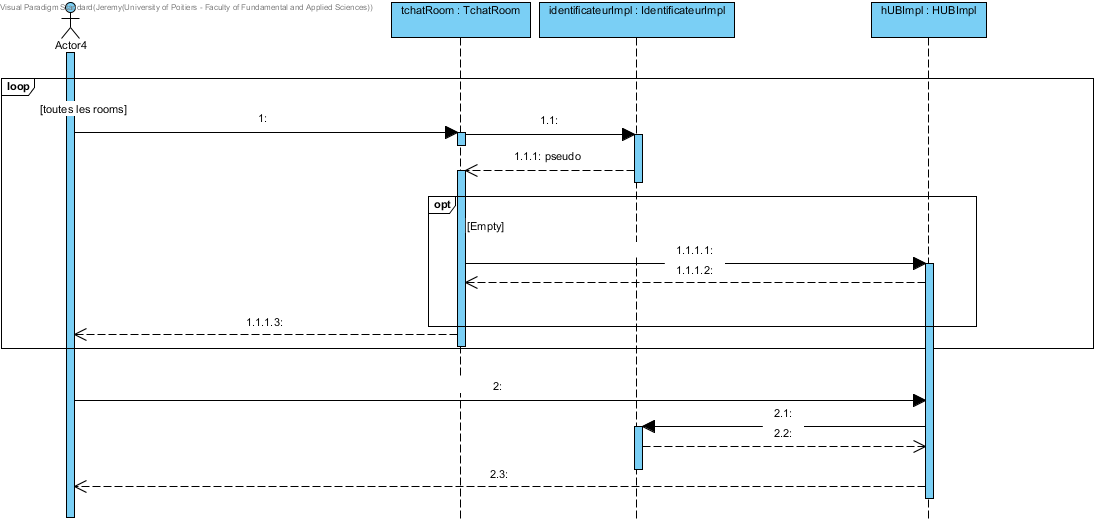 Visual Paradigm Standard(Jeremy(University of Poitiers - Faculty of Fundamental and Applied Sciences))
tchatRoom : TchatRoom
identificateurImpl : IdentificateurImpl
hUBImpl : HUBImpl
Actor4
loop
[toutes les rooms]
1:
1.1:
1.1.1: pseudo
opt
[Empty]
1.1.1.1:
1.1.1.2:
1.1.1.3:
2:
2.1:
2.2:
2.3: